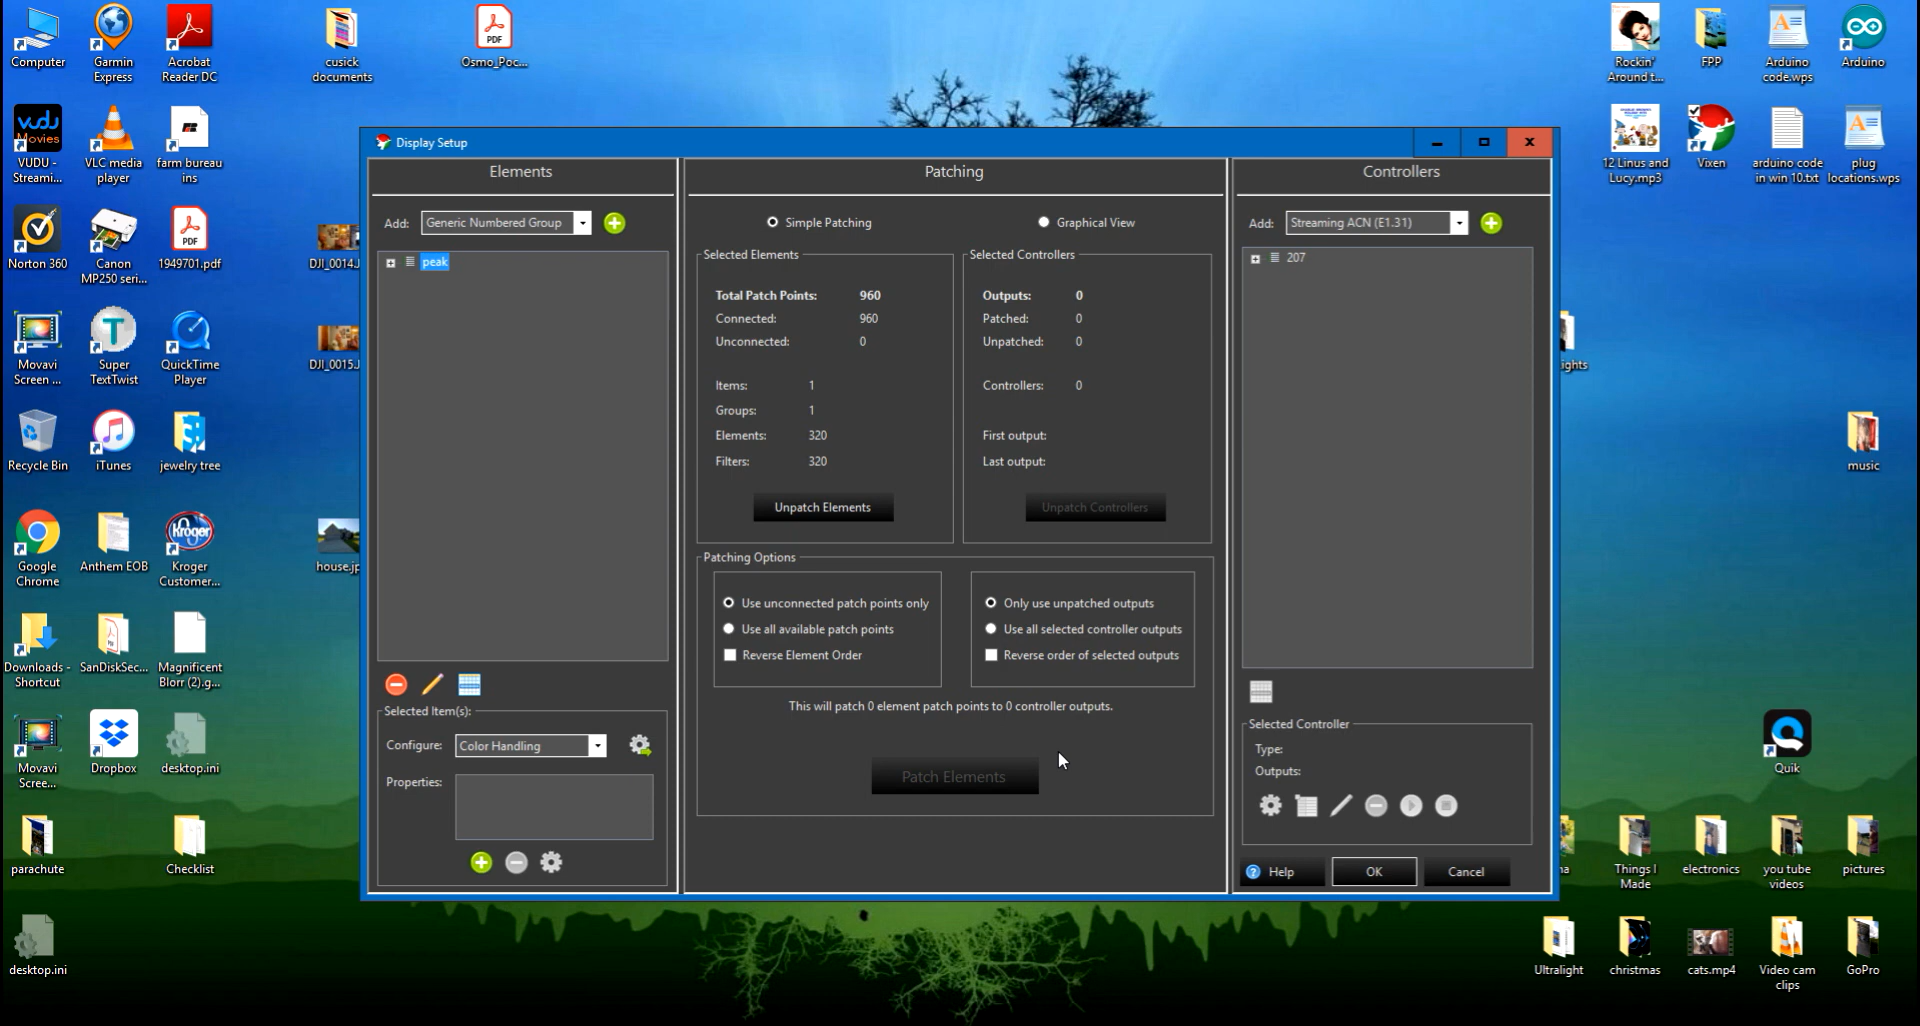 Computer
Garmin
Express
Acrobat
Reader DC
cusick
documents
PDF
Osmo_Poc...
Rockin'
Around t...
FPP
Arduino
code.wps
Arduino
vudu
Movies
VUDU -
Streami...
VLC media
player
farm bureau
ins
12 Linus and
Lucy.mp3
Vixen
arduino code
in win 10.txt
plug
locations.wps
Norton 360
Canon
MP250 seri...
PDF
1949701.pdf
DJI_0014.J
Movavi
Screen ...
Super
TextTwist
QuickTime
Player
DJI_0015.J
ights
Recycle Bin
iTunes
jewelry tree
music
Google
Chrome
Anthem EOB
Kroger
Kroger
Customer...
house.jp
Downloads -
Shortcut
SanDiskSec...
Magnificent
Blorr (2).g...
Movavi
Scree...
Dropbox
desktop.ini
Quik
parachute
Checklist
na
Things I
Made
electronics
you tube
videos
pictures
desktop.ini
Ultralight
christmas
cats.mp4
Video cam
clips
GoPro
Display Setup
Elements
Add: Generic Numbered Group
peak
Selected Item(s):
Configure: Color Handling
Properties:
Patching
Simple Patching Graphical View
Selected Elements
Total Patch Points: 960
Connected: 960
Unconnected: 0
Items: 1
Groups: 1
Elements: 320
Filters: 320
Unpatch Elements
Selected Controllers
Outputs: 0
Patched: 0
Unpatched: 0
Controllers: 0
First output:
Last output:
Unpatch Controllers
Patching Options
Use unconnected patch points only
Use all available patch points
Reverse Element Order
Only use unpatched outputs
Use all selected controller outputs
Reverse order of selected outputs
This will patch 0 element patch points to 0 controller outputs.
Patch Elements
Controllers
Add: Streaming ACN (E1.31)
207
Selected Controller
Type:
Outputs:
Help OK Cancel